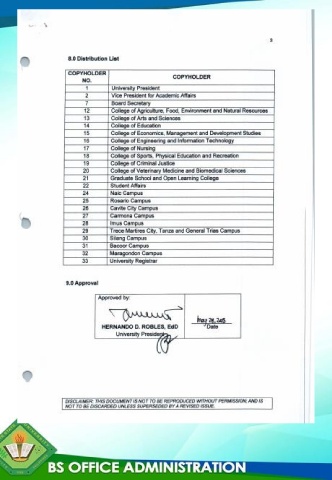 8
8.0 Distribution List
COPYHOLDER NO. COPYHOLDER
1 University President
2 Vice President for Academic Affairs
7 Board Secretary
12 College of Agriculture, Food, Environment and Natural Resources
13 College of Arts and Sciences
14 College of Education
15 College of Economics, Management and Development Studies
16 College of Engineering and Information Technology
17 College of Nursing
18 College of Sports, Physical Education and Recreation
19 College of Criminal Justice
20 College of Veterinary Medicine and Biomedical Sciences
21 Graduate School and Open Learning College
22 Student Affairs
24 Naic Campus
25 Rosario Campus
26 Cavite City Campus
27 Carmona Campus
28 Imus Campus
29 Trece Martires City, Tanza and General Trias Campus
30 Silang Campus
31 Bacoor Campus
32 Maragondon Campus
33 University Registrar
9.0 Approval
Approved by:
HERNANDO D. ROBLES, EdD
University President
Date
DISCLAIMER: THIS DOCUMENT IS NOT TO BE REPRODUCED WITHOUT PERMISSION, AND IS
NOT TO BE DISCARDED UNLESS SUPERSEDED BY A REVISED ISSUE.
BS OFFICE ADMINISTRATION